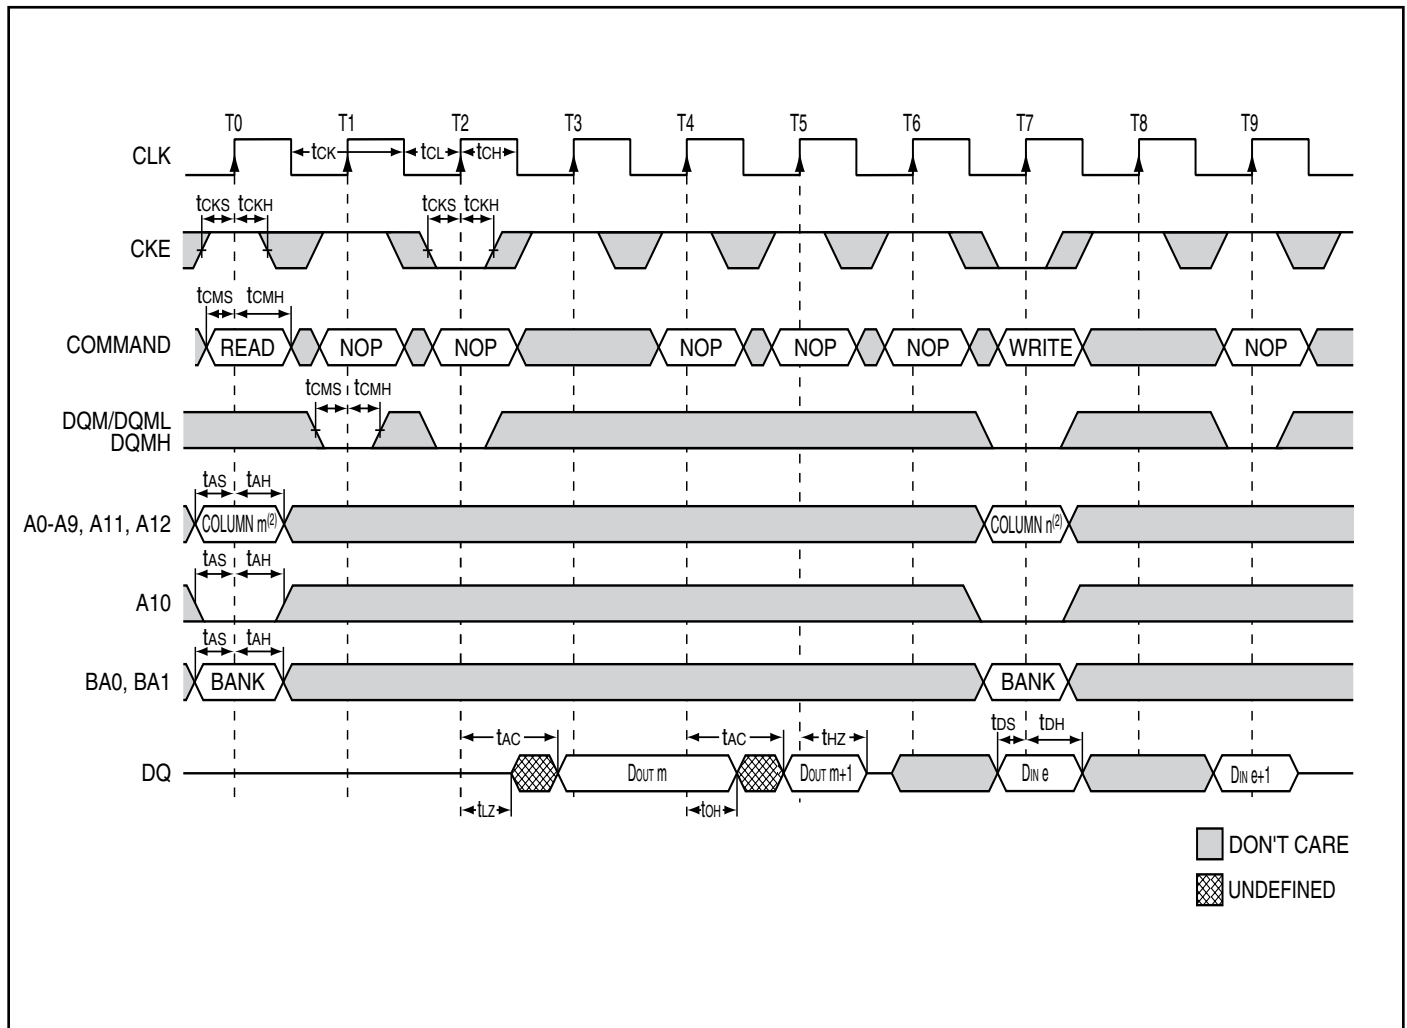 T0 T1 T2 T3 T4 T5 T6 T7 T8 T9
CLK tCK tCL tCH
tCKS tCKH tCKS tCKH
CKE
tCMS tCMH
COMMAND READ NOP NOP NOP NOP NOP WRITE NOP
tCMS tCMH
DQM/DQML
DQMH
tAS tAH
A0-A9, A11, A12 COLUMN m(2) COLUMN n(2)
tAS tAH
A10
tAS tAH
BA0, BA1 BANK BANK
tAC tAC tHZ tDS tDH
DQ DOUT m DOUT m+1 DIN e DIN e+1
tLZ tOH
DON'T CARE
UNDEFINED